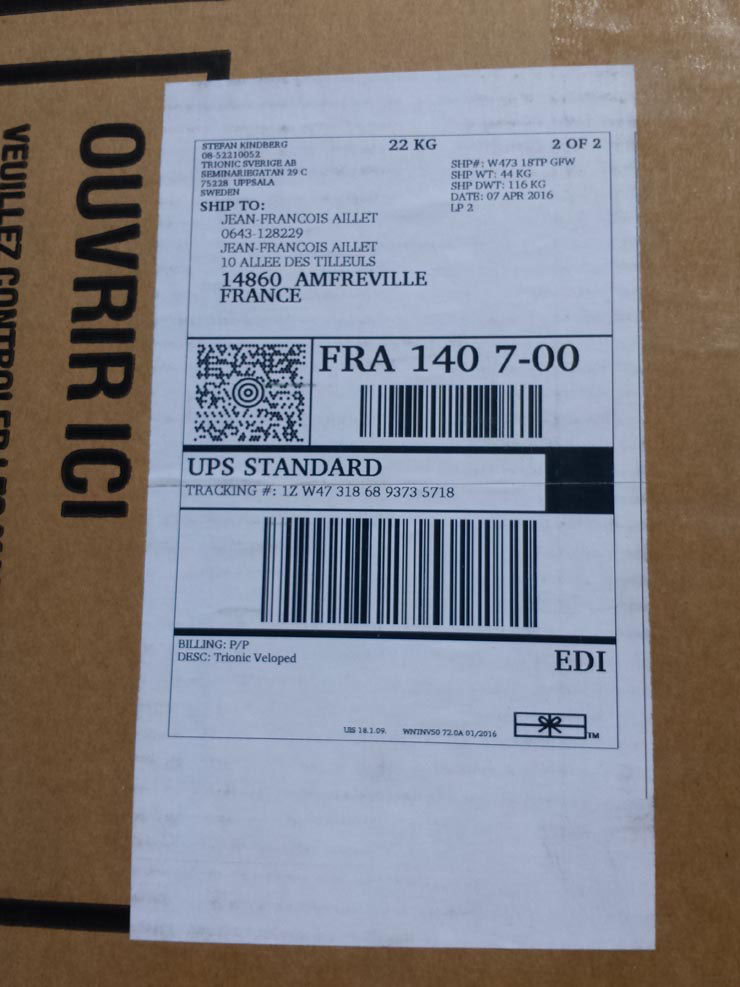 STEFAN KINDBERG
08-52210052
TRIONIC SVERIGE AB
SEMINARIEGATAN 29 C
75228 UPPSALA
SWEDEN
22 KG
2 OF 2
SHP#: W473 18TP GFW
SHP WT: 44 KG
SHP DWT: 116 KG
DATE: 07 APR 2016
LP 2
SHIP TO:
JEAN-FRANCOIS AILLET
0643-128229
JEAN-FRANCOIS AILLET
10 ALLEE DES TILLEULS
14860 AMFREVILLE
FRANCE
FRA 140 7-00
UPS STANDARD
TRACKING #: 1Z W47 318 68 9373 5718
BILLING: P/P
DESC: Trionic Veloped
EDI
UIS 18.1.09. WNTNV50 72.0A 01/2016
TM
OUVRIR ICI
VEUILLEZ CONTROLER